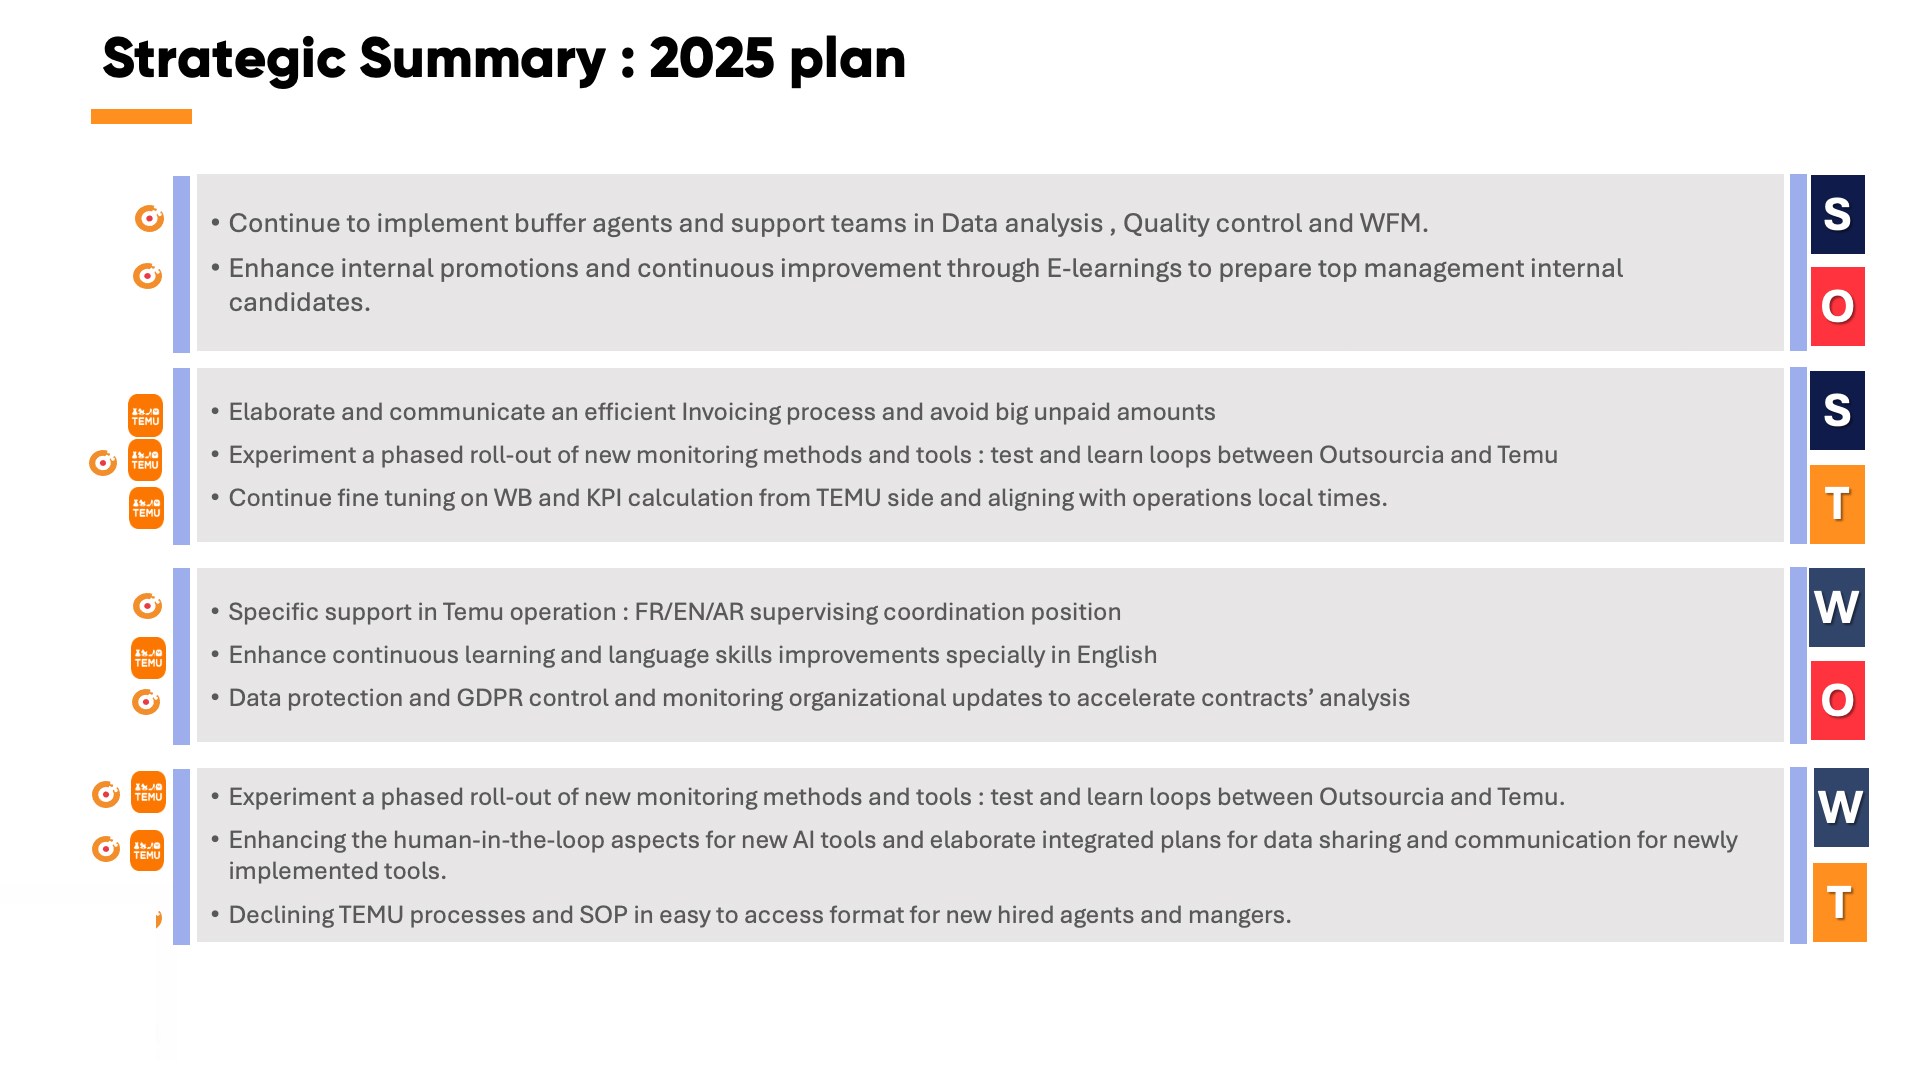 Strategic Summary : 2025 plan
• Continue to implement buffer agents and support teams in Data analysis , Quality control and WFM.
• Enhance internal promotions and continuous improvement through E-learnings to prepare top management internal
candidates.
S
O
TEMU
TEMU
TEMU
• Elaborate and communicate an efficient Invoicing process and avoid big unpaid amounts
• Experiment a phased roll-out of new monitoring methods and tools : test and learn loops between Outsourcia and Temu
• Continue fine tuning on WB and KPI calculation from TEMU side and aligning with operations local times.
S
T
TEMU
• Specific support in Temu operation : FR/EN/AR supervising coordination position
• Enhance continuous learning and language skills improvements specially in English
• Data protection and GDPR control and monitoring organizational updates to accelerate contracts’ analysis
W
O
TEMU
TEMU
• Experiment a phased roll-out of new monitoring methods and tools : test and learn loops between Outsourcia and Temu.
• Enhancing the human-in-the-loop aspects for new AI tools and elaborate integrated plans for data sharing and communication for newly
implemented tools.
• Declining TEMU processes and SOP in easy to access format for new hired agents and mangers.
W
T